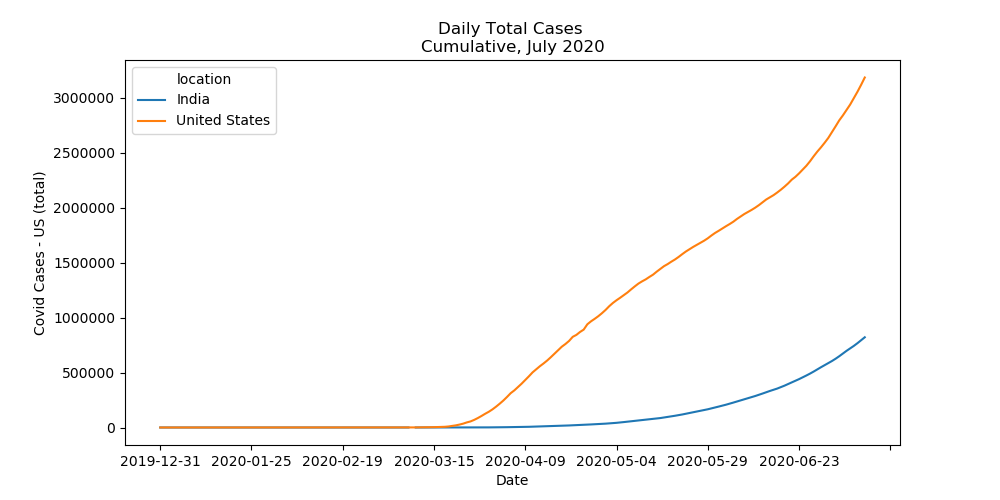 Daily Total Cases
Cumulative, July 2020
location
India
United States
Covid Cases - US (total)
3000000
2500000
2000000
1500000
1000000
500000
0
2019-12-31 2020-01-25 2020-02-19 2020-03-15 2020-04-09 2020-05-04 2020-05-29 2020-06-23
Date